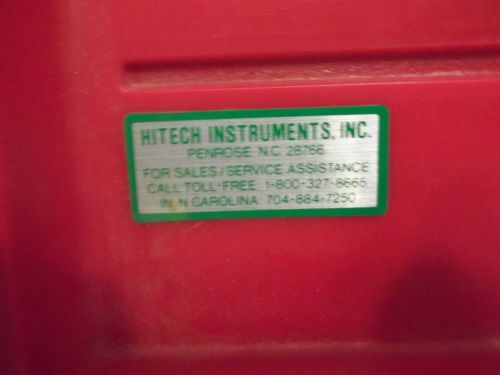 HITECH INSTRUMENTS, INC.
PENROSE, N.C. 28766
FOR SALES/SERVICE ASSISTANCE
CALL TOLL-FREE 1-800-327-8665
IN N. CAROLINA 704-884-7250